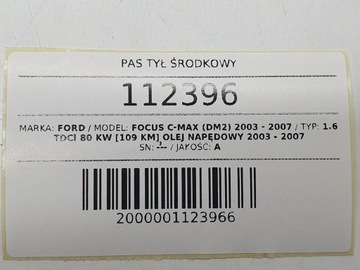 PAS TYŁ ŚRODKOWY
112396
MARKA: FORD / MODEL: FOCUS C-MAX (DM2) 2003 - 2007 / TYP: 1.6
TDCI 80 KW [109 KM] OLEJ NAPĘDOWY 2003 - 2007
SN: --- / JAKOŚĆ: A
2000001123966